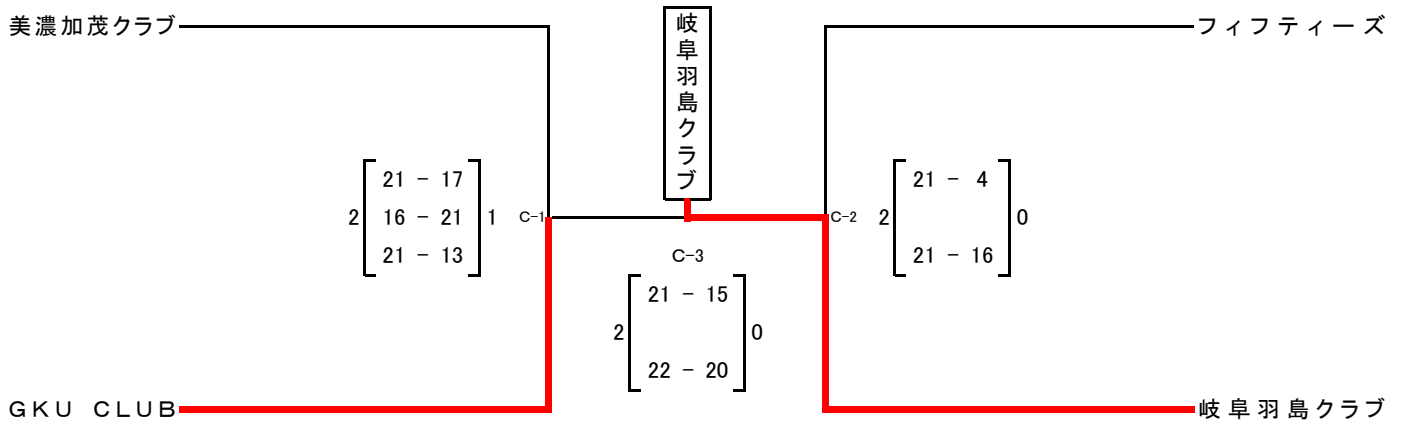 美濃加茂クラブ
岐阜羽島クラブ
フィフティーズ
21 - 17
2 16 - 21 1
21 - 13
C-1
C-2
21 - 4
2 0
21 - 16
C-3
21 - 15
2 0
22 - 20
GKU CLUB
岐阜羽島クラブ